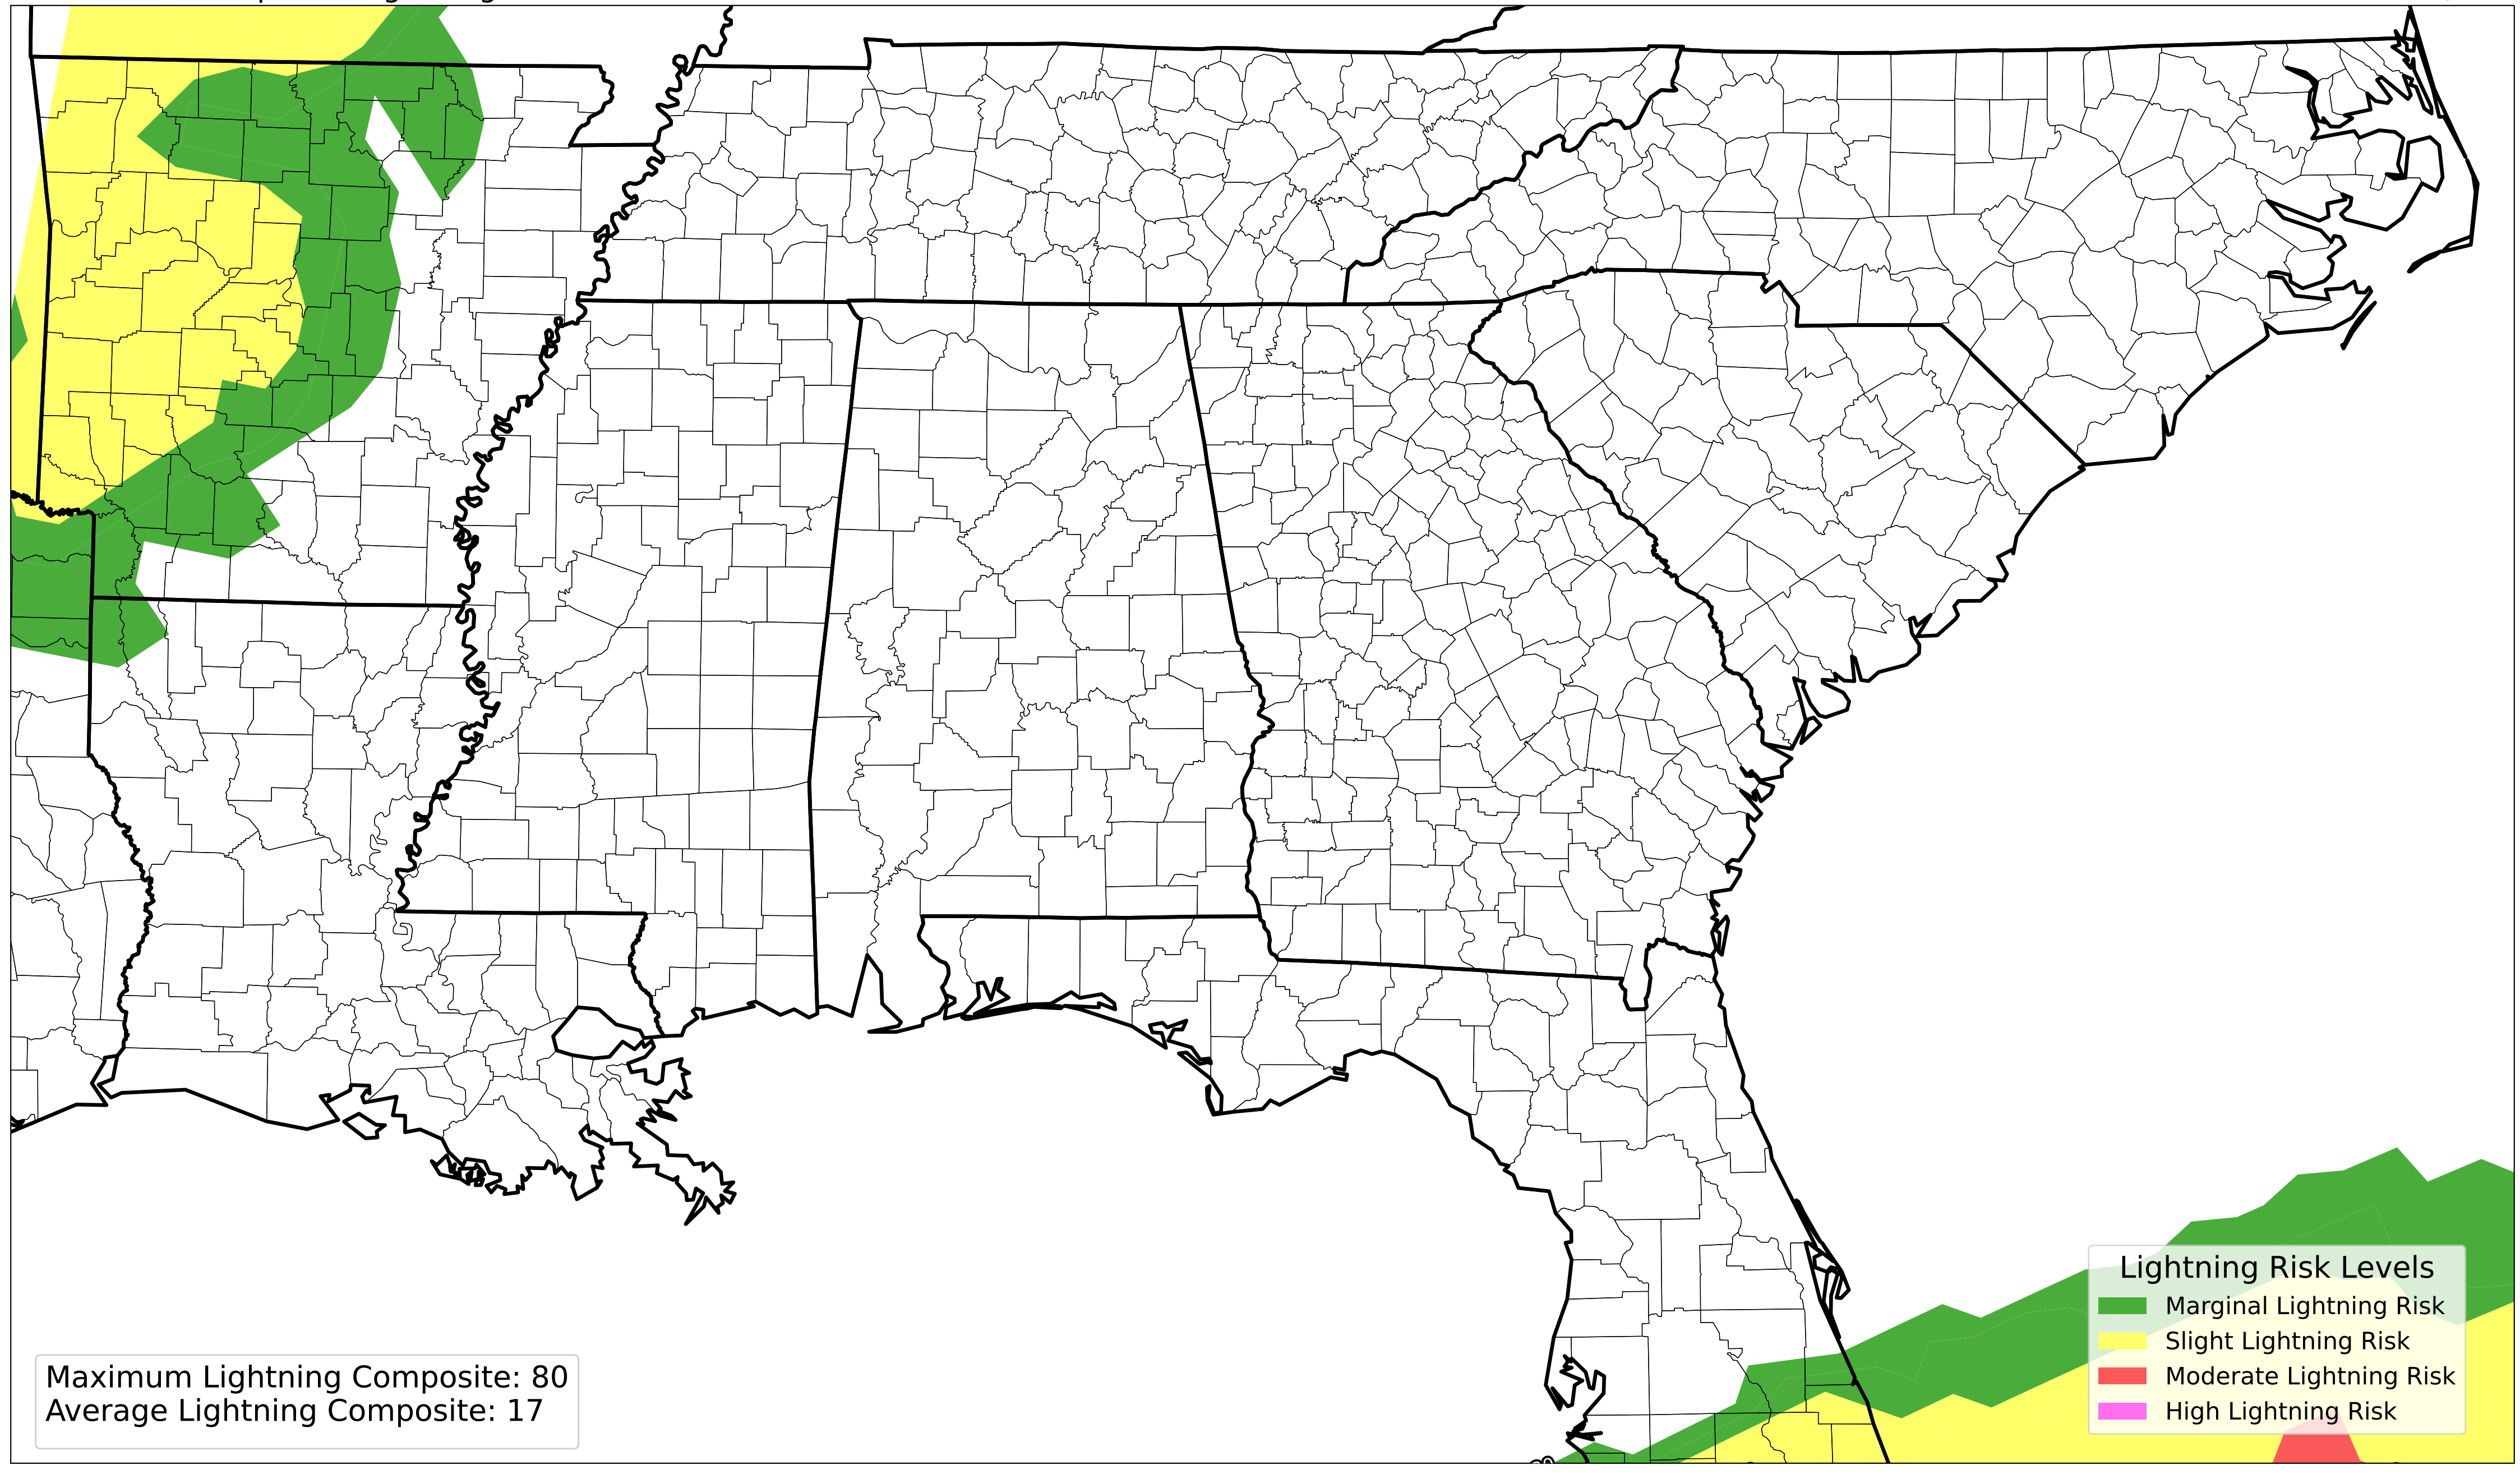 Lightning Risk Levels
Marginal Lightning Risk
Slight Lightning Risk
Moderate Lightning Risk
High Lightning Risk
Maximum Lightning Composite: 80
Average Lightning Composite: 17